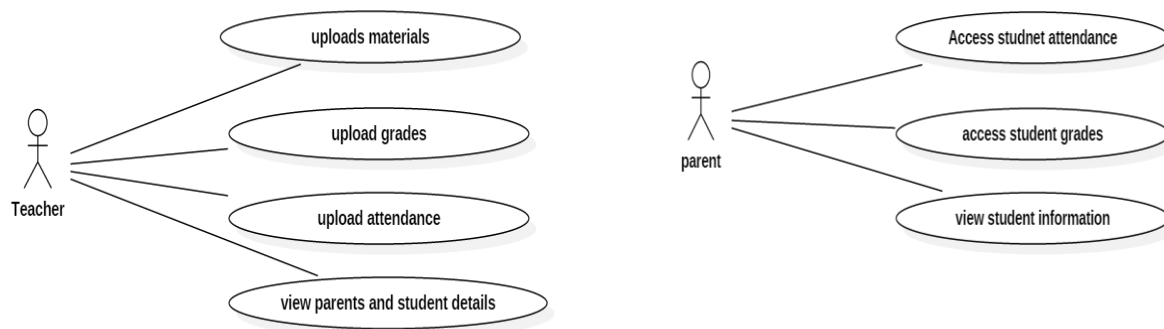 uploads materials
upload grades
upload attendance
view parents and student details
Teacher
Access studnet attendance
access student grades
view student information
parent